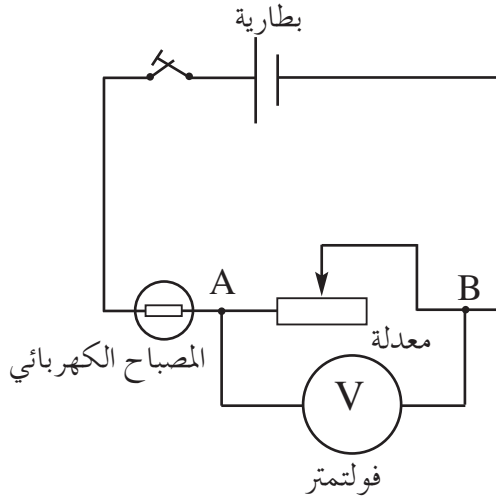 بطارية
A
B
معدلة
المصباح الكهربائي
V
فولتمتر